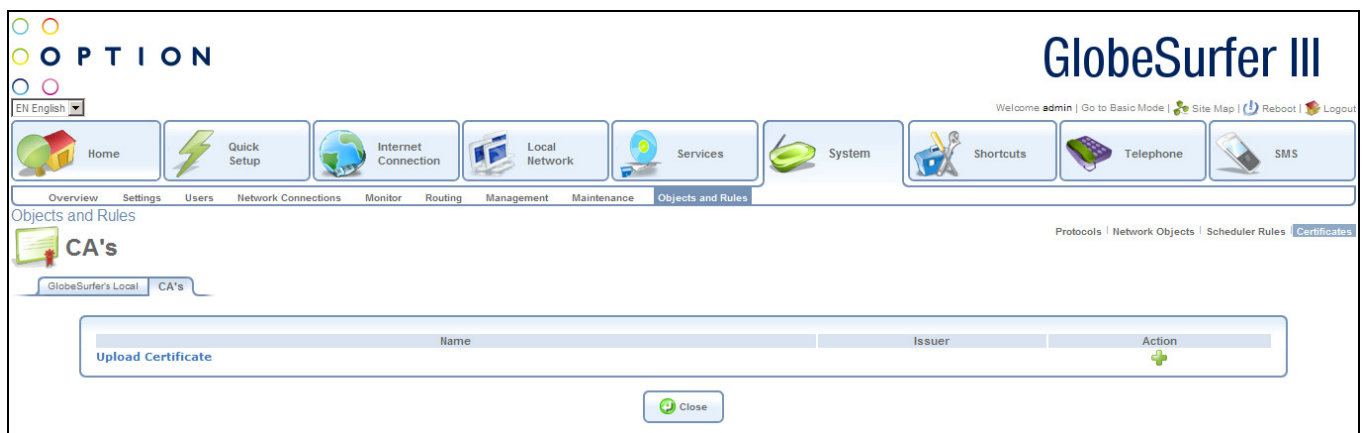 OPTION
GlobeSurfer III
EN English
Welcome admin | Go to Basic Mode | Site Map | Reboot | Logout
Home
Quick Setup
Internet Connection
Local Network
Services
System
Shortcuts
Telephone
SMS
Overview Settings Users Network Connections Monitor Routing Management Maintenance Objects and Rules
Objects and Rules
Protocols | Network Objects | Scheduler Rules | Certificates
CA's
GlobeSurfer's Local CA's
Name Issuer Action
Upload Certificate
Close